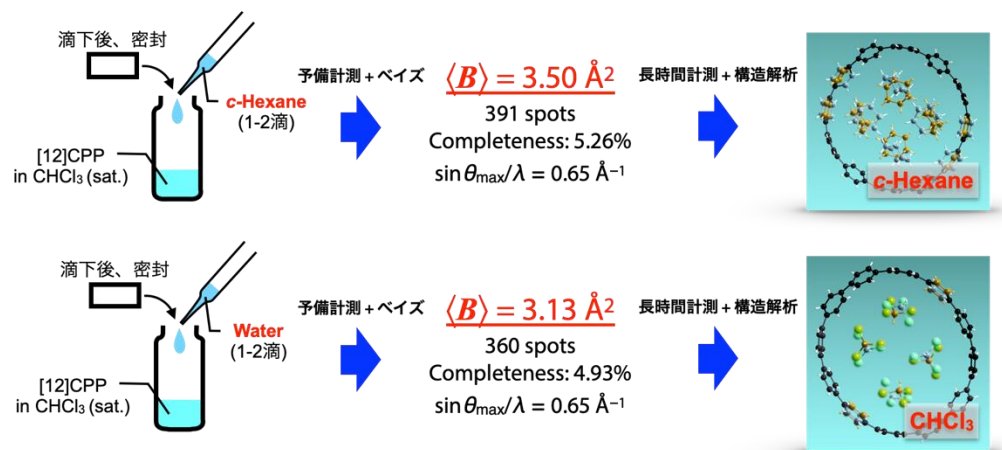 滴下後、密封
c-Hexane
(1-2滴)
[12]CPP
in CHCl₃ (sat.)
予備計測 + ベイズ
⟨B⟩ = 3.50 Å²
391 spots
Completeness: 5.26%
sin θmax/λ = 0.65 Å⁻¹
長時間計測 + 構造解析
c-Hexane
滴下後、密封
Water
(1-2滴)
[12]CPP
in CHCl₃ (sat.)
予備計測 + ベイズ
⟨B⟩ = 3.13 Å²
360 spots
Completeness: 4.93%
sin θmax/λ = 0.65 Å⁻¹
長時間計測 + 構造解析
CHCl₃